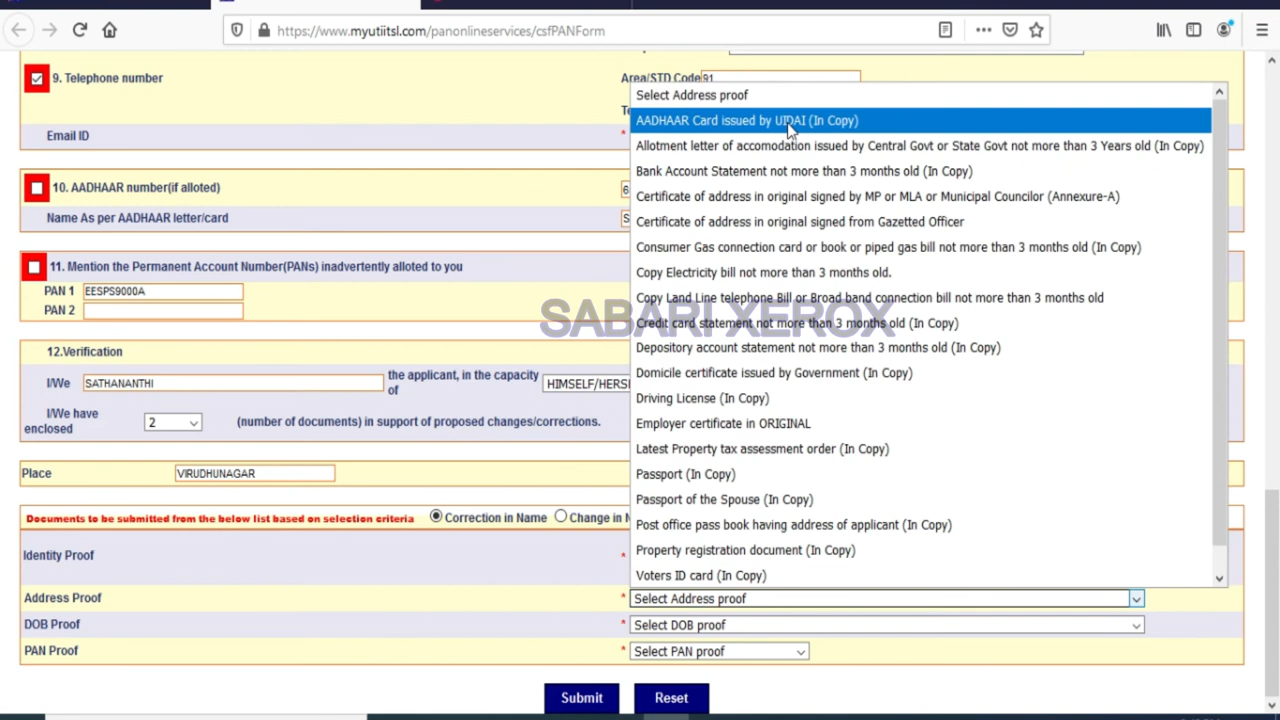 https://www.myutiitsl.com/panonlineservices/csfPANForm
9. Telephone number
Area/STD Code 91
Select Address proof
AADHAAR Card issued by UIDAI (In Copy)
Email ID *
Allotment letter of accomodation issued by Central Govt or State Govt not more than 3 Years old (In Copy)
Bank Account Statement not more than 3 months old (In Copy)
10. AADHAAR number(if alloted)
6
Certificate of address in original signed by MP or MLA or Municipal Councilor (Annexure-A)
Name As per AADHAAR letter/card
S
Certificate of address in original signed from Gazetted Officer
Consumer Gas connection card or book or piped gas bill not more than 3 months old (In Copy)
11. Mention the Permanent Account Number(PANs) inadvertently alloted to you
Copy Electricity bill not more than 3 months old.
PAN 1 EESPS9000A
Copy Land Line telephone Bill or Broad band connection bill not more than 3 months old
PAN 2
SABARI XEROX
Credit card statement not more than 3 months old (In Copy)
Depository account statement not more than 3 months old (In Copy)
12.Verification
Domicile certificate issued by Government (In Copy)
I/We SATHANANTHI the applicant, in the capacity
of HIMSELF/HERS
Driving License (In Copy)
I/We have
enclosed 2 (number of documents) in support of proposed changes/corrections.
Employer certificate in ORIGINAL
Latest Property tax assessment order (In Copy)
Place VIRUDHUNAGAR
Passport (In Copy)
Passport of the Spouse (In Copy)
Documents to be submitted from the below list based on selection criteria Correction in Name Change in N
Post office pass book having address of applicant (In Copy)
Identity Proof *
Property registration document (In Copy)
Voters ID card (In Copy)
Address Proof * Select Address proof
DOB Proof * Select DOB proof
PAN Proof * Select PAN proof
Submit Reset